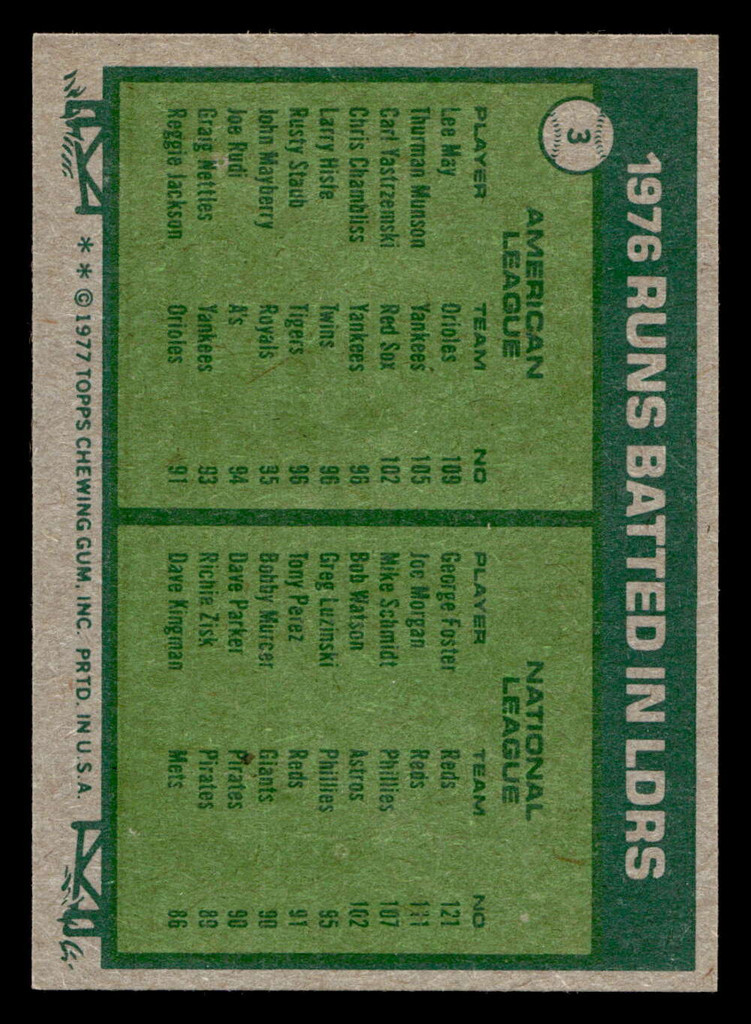 3
1976 RUNS BATTED IN LDRS
AMERICAN
LEAGUE
PLAYER TEAM NO
Lee May Orioles 109
Thurman Munson Yankees 105
Carl Yastrzemski Red Sox 102
Chris Chambliss Yankees 96
Larry Hisle Twins 96
Rusty Staub Tigers 96
John Mayberry Royals 95
Joe Rudi A's 94
Graig Nettles Yankees 93
Reggie Jackson Orioles 91
NATIONAL
LEAGUE
PLAYER TEAM NO
George Foster Reds 121
Joe Morgan Reds 111
Mike Schmidt Phillies 107
Bob Watson Astros 102
Greg Luzinski Phillies 95
Tony Perez Reds 91
Bobby Murcer Giants 90
Dave Parker Pirates 90
Richie Zisk Pirates 89
Dave Kingman Mets 86
* * © 1977 TOPPS CHEWING GUM, INC. PRTD. IN U.S.A.